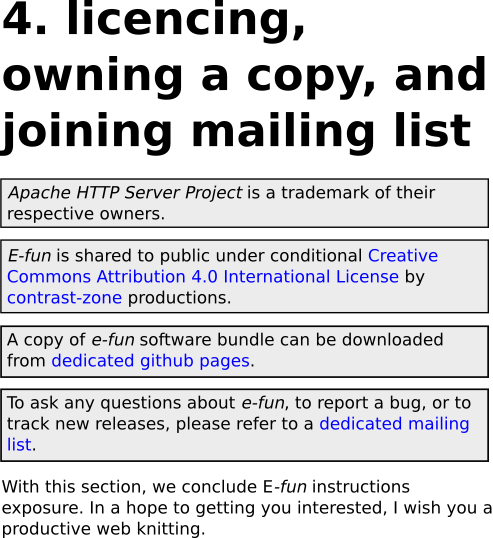 4. licencing,
owning a copy, and
joining mailing list
Apache HTTP Server Project is a trademark of their
respective owners.
E-fun is shared to public under conditional Creative
Commons Attribution 4.0 International License by
contrast-zone productions.
A copy of e-fun software bundle can be downloaded
from dedicated github pages.
To ask any questions about e-fun, to report a bug, or to
track new releases, please refer to a dedicated mailing
list.
With this section, we conclude E-fun instructions
exposure. In a hope to getting you interested, I wish you a
productive web knitting.